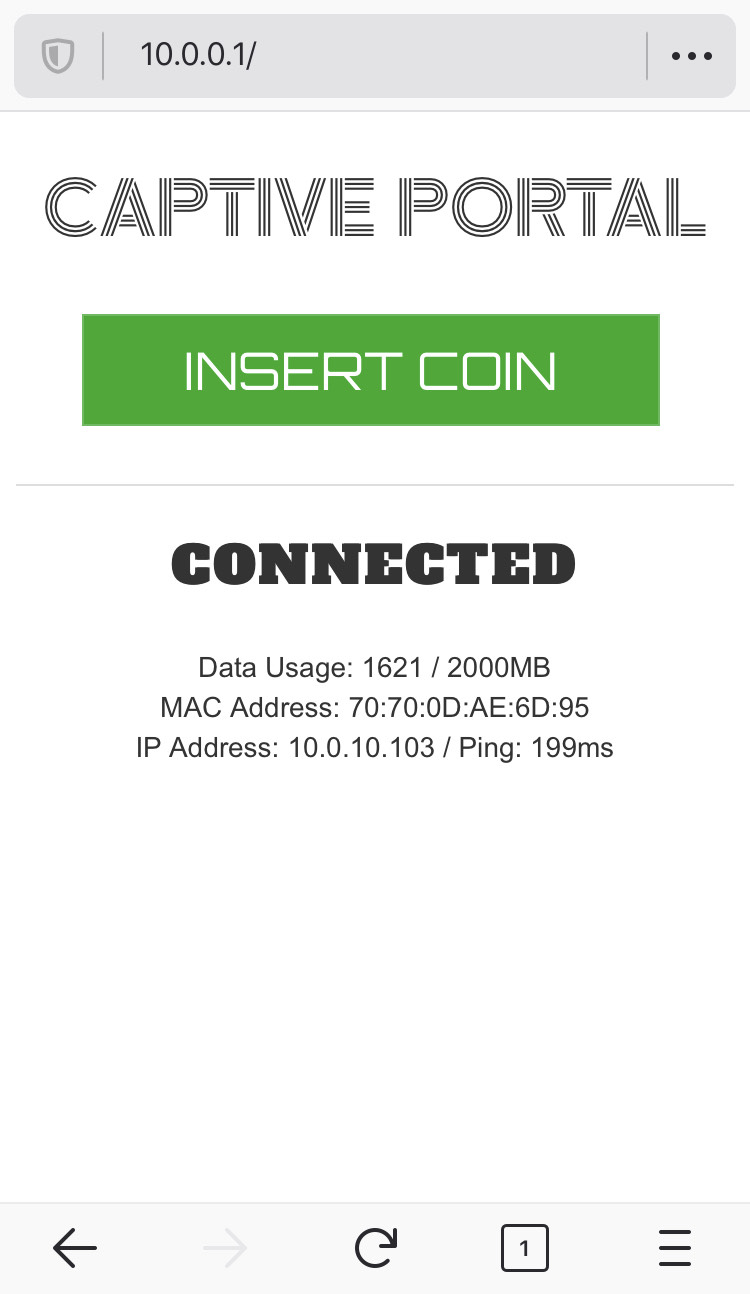 10.0.0.1/
CAPTIVE PORTAL
INSERT COIN
CONNECTED
Data Usage: 1621 / 2000MB
MAC Address: 70:70:0D:AE:6D:95
IP Address: 10.0.10.103 / Ping: 199ms
1